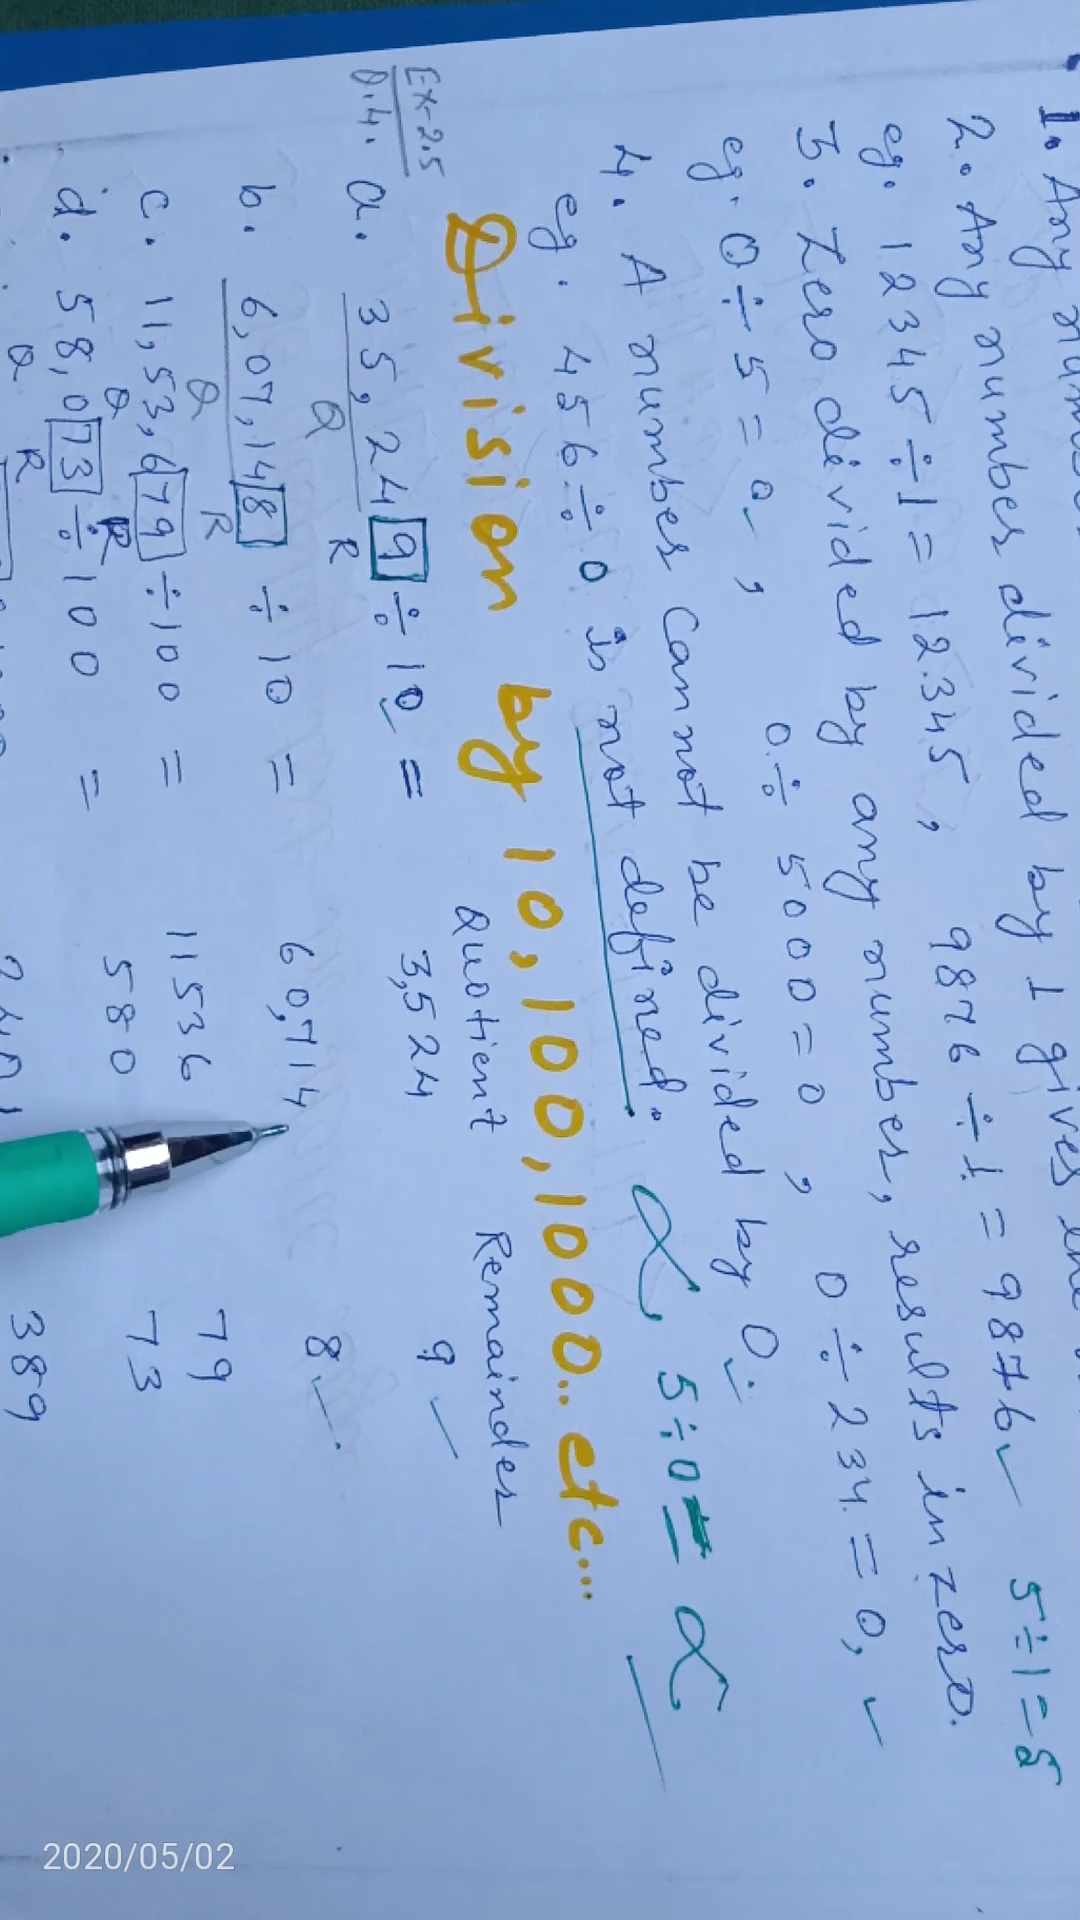 1. Any
2. Any number divided by 1 gives the
eg. 12345 ÷ 1 = 12345, 9876 ÷ 1 = 9876 5 ÷ 1 = 5
3. Zero divided by any number, results in zero.
eg. 0 ÷ 5 = 0, 0 ÷ 5000 = 0, 0 ÷ 234 = 0,
4. A number cannot be divided by 0
eg. 456 ÷ 0 is not defined. ∝, 5 ÷ 0 = ∝
Division by 10, 100, 1000.. etc...
Ex-2.5 Quotient Remainder
Q.4. a. 35,249 ÷ 10 = 3,524 9
Q R
b. 6,07,148 ÷ 10 = 60,714 8
Q R
c. 11,53,679 ÷ 100 = 11536 79
Q R
d. 58,073 ÷ 100 = 580 73
Q R
389
2020/05/02